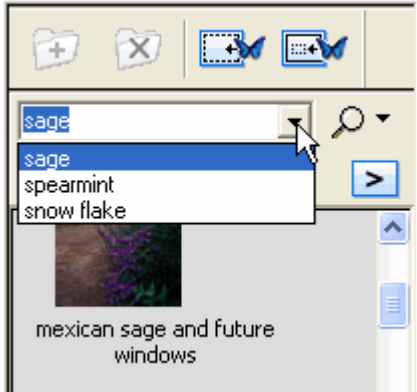 sage
sage
spearmint
snow flake
>
mexican sage and future
windows